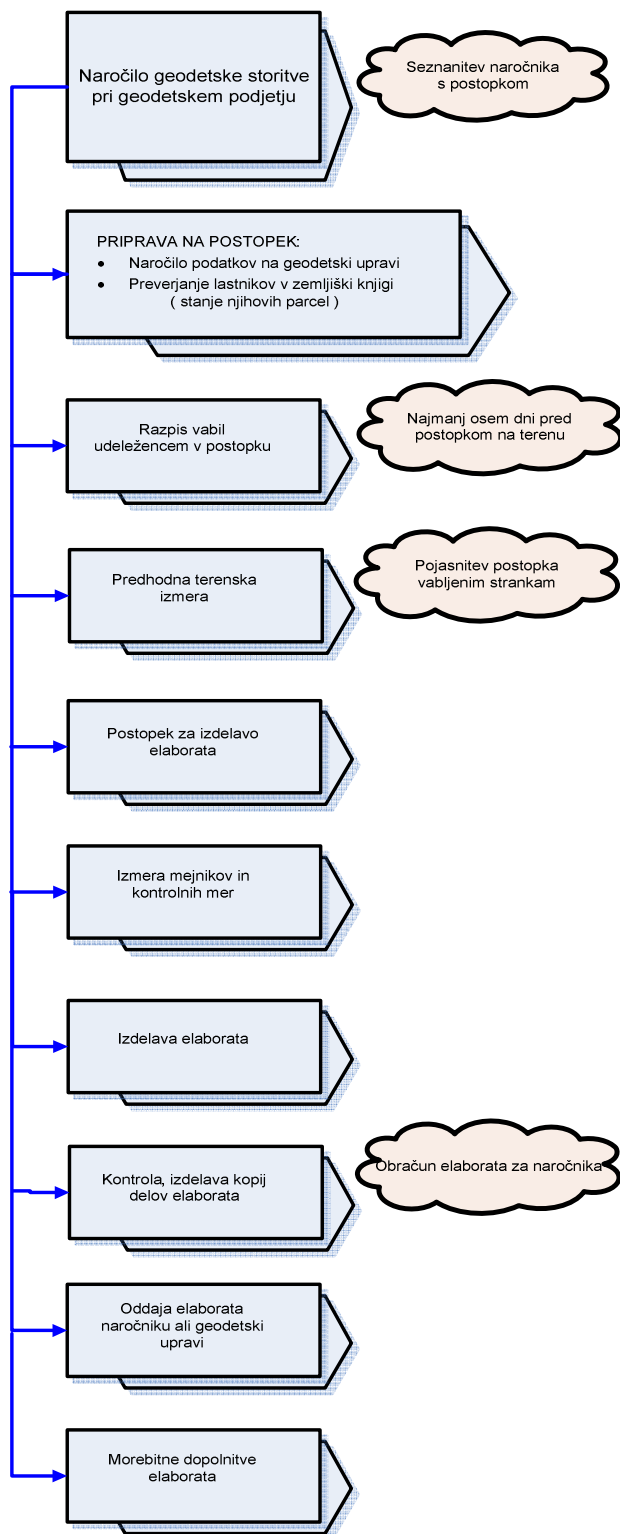 Naročilo geodetske storitve
pri geodetskem podjetju
Seznanitev naročnika
s postopkom
PRIPRAVA NA POSTOPEK:
• Naročilo podatkov na geodetski upravi
• Preverjanje lastnikov v zemljiški knjigi
( stanje njihovih parcel )
Razpis vabil
udeležencem v postopku
Najmanj osem dni pred
postopkom na terenu
Predhodna terenska
izmera
Pojasnitev postopka
vabljenim strankam
Postopek za izdelavo
elaborata
Izmera mejnikov in
kontrolnih mer
Izdelava elaborata
Kontrola, izdelava kopij
delov elaborata
Obračun elaborata za naročnika
Oddaja elaborata
naročniku ali geodetski
upravi
Morebitne dopolnitve
elaborata